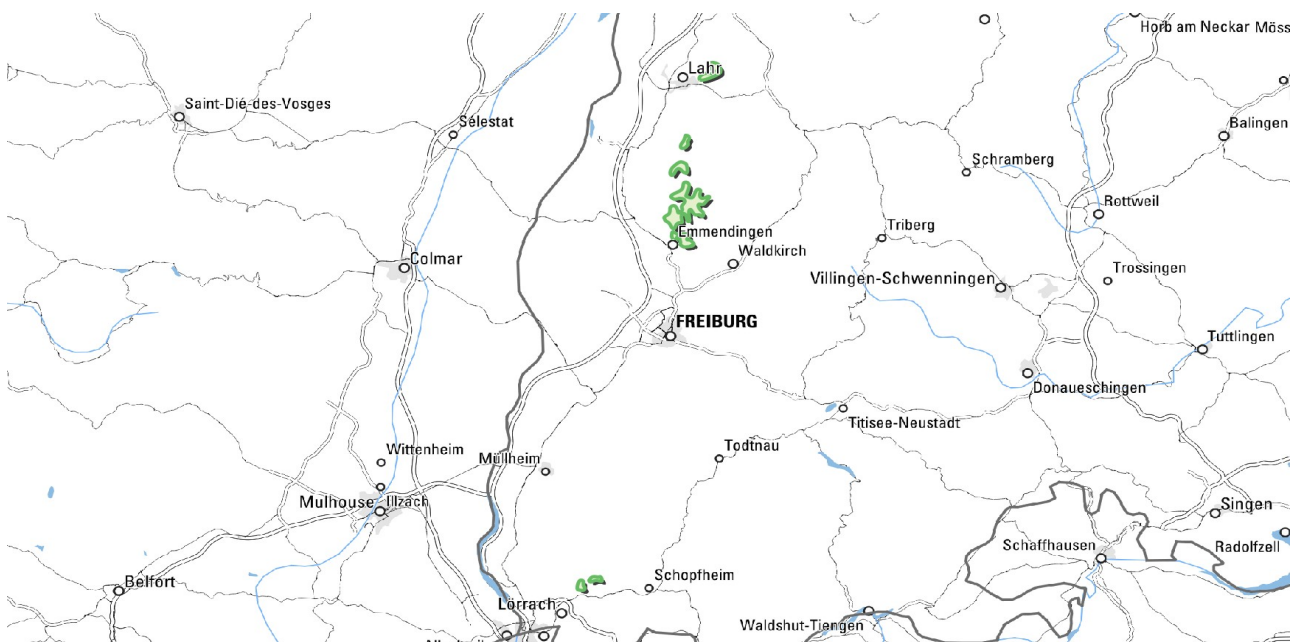 Horb am Neckar Möss
Lahr
Saint-Dié-des-Vosges
Sélestat
Balingen
Schramberg
Rottweil
Triberg
Emmendingen
Waldkirch
Colmar
Trossingen
Villingen-Schwenningen
FREIBURG
Tuttlingen
Donaueschingen
Titisee-Neustadt
Todtnau
Wittenheim
Müllheim
Mulhouse
Illzach
Singen
Schaffhausen
Radolfzell
Schopfheim
Belfort
Lörrach
Waldshut-Tiengen